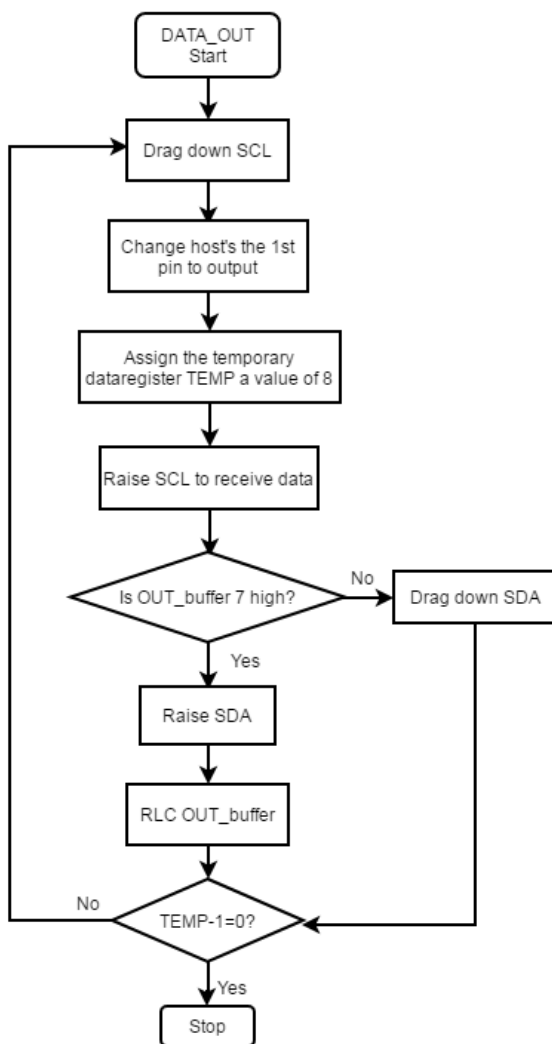 DATA_OUT
Start
Drag down SCL
Change host's the 1st
pin to output
Assign the temporary
dataregister TEMP a value of 8
Raise SCL to receive data
Is OUT_buffer 7 high?
No
Drag down SDA
Yes
Raise SDA
RLC OUT_buffer
No
TEMP-1=0?
Yes
Stop